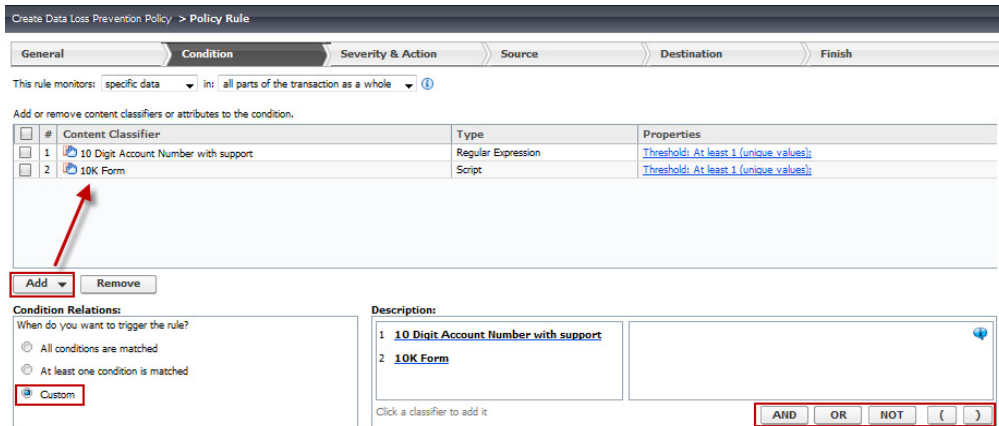 Create Data Loss Prevention Policy > Policy Rule
General Condition Severity & Action Source Destination Finish
This rule monitors: specific data in: all parts of the transaction as a whole
Add or remove content classifiers or attributes to the condition.
# Content Classifier Type Properties
1 10 Digit Account Number with support Regular Expression Threshold: At least 1 (unique values);
2 10K Form Script Threshold: At least 1 (unique values);
Add Remove
Condition Relations:
When do you want to trigger the rule?
All conditions are matched
At least one condition is matched
Custom
Description:
1 10 Digit Account Number with support
2 10K Form
Click a classifier to add it
AND OR NOT ( )